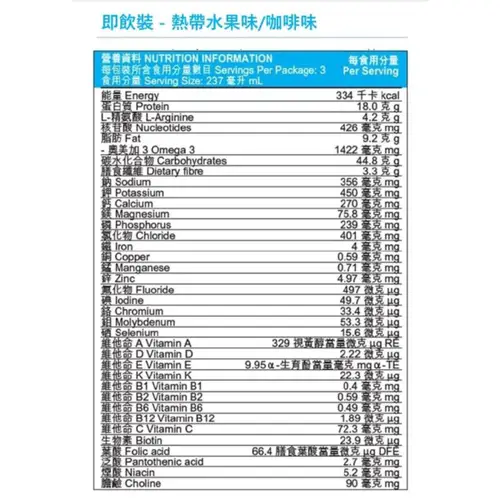 即飲裝 - 熱帶水果味/咖啡味
營養資料 NUTRITION INFORMATION
每包裝所含食用分量數目 Servings Per Package: 3
食用分量 Serving Size: 237 毫升 mL
每食用分量
Per Serving
能量 Energy 334 千卡 kcal
蛋白質 Protein 18.0 克 g
L-精氨酸 L-Arginine 4.2 克 g
核苷酸 Nucleotides 426 毫克 mg
脂肪 Fat 9.2 克 g
- 奧美加 3 Omega 3 1422 毫克 mg
碳水化合物 Carbohydrates 44.8 克 g
膳食纖維 Dietary fibre 3.3 克 g
鈉 Sodium 356 毫克 mg
鉀 Potassium 450 毫克 mg
鈣 Calcium 270 毫克 mg
鎂 Magnesium 75.8 毫克 mg
磷 Phosphorus 239 毫克 mg
氯化物 Chloride 401 毫克 mg
鐵 Iron 4 毫克 mg
銅 Copper 0.59 毫克 mg
錳 Manganese 0.71 毫克 mg
鋅 Zinc 4.97 毫克 mg
氟化物 Fluoride 497 微克 µg
碘 Iodine 49.7 微克 µg
鉻 Chromium 33.4 微克 µg
鉬 Molybdenum 53.3 微克 µg
硒 Selenium 15.6 微克 µg
維他命 A Vitamin A 329 視黃醇當量微克 µg RE
維他命 D Vitamin D 2.22 微克 µg
維他命 E Vitamin E 9.95 α-生育酚當量毫克 mg α-TE
維他命 K Vitamin K 22.3 微克 µg
維他命 B1 Vitamin B1 0.4 毫克 mg
維他命 B2 Vitamin B2 0.59 毫克 mg
維他命 B6 Vitamin B6 0.49 毫克 mg
維他命 B12 Vitamin B12 1.89 微克 µg
維他命 C Vitamin C 72.3 毫克 mg
生物素 Biotin 23.9 微克 µg
葉酸 Folic acid 66.4 膳食葉酸當量微克 µg DFE
泛酸 Pantothenic acid 2.7 毫克 mg
煙酸 Niacin 5.2 毫克 mg
膽鹼 Choline 90 毫克 mg